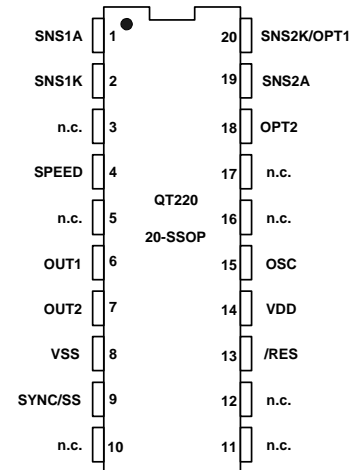 SNS1A 1 20 SNS2K/OPT1
SNS1K 2 19 SNS2A
n.c. 3 18 OPT2
SPEED 4 17 n.c.
QT220
n.c. 5 16 n.c.
20-SSOP
OUT1 6 15 OSC
OUT2 7 14 VDD
VSS 8 13 /RES
SYNC/SS 9 12 n.c.
n.c. 10 11 n.c.